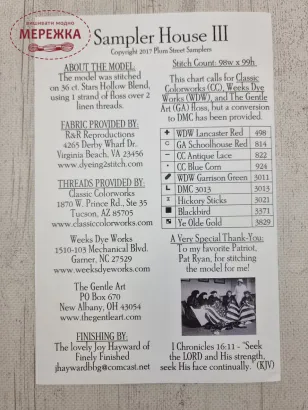 вишивати модно
МЕРЕЖКА
Sampler House III
Copyright 2017 Plum Street Samplers
ABOUT THE MODEL:
The model was stitched
on 36 ct. Stars Hollow Blend,
using 1 strand of floss over 2
linen threads.
FABRIC PROVIDED BY:
R&R Reproductions
4265 Derby Wharf Dr.
Virginia Beach, VA 23456
www.dyeing2stitch.com
THREADS PROVIDED BY:
Classic Colorworks
1870 W. Prince Rd., Ste 35
Tucson, AZ 85705
www.classiccolorworks.com
Weeks Dye Works
1510-103 Mechanical Blvd.
Garner, NC 27529
www.weeksdyeworks.com
The Gentle Art
PO Box 670
New Albany, OH 43054
www.thegentleart.com
FINISHING BY:
The lovely Joy Hayward of
Finely Finished
jhaywardbg@comcast.net
Stitch Count: 98w x 99h
This chart calls for Classic
Colorworks (CC), Weeks Dye
Works (WDW), and The Gentle
Art (GA) floss, but a conversion
to DMC has been provided.
WDW Lancaster Red 498
GA Schoolhouse Red 814
CC Antique Lace 822
CC Blue Corn 924
WDW Garrison Green 3011
DMC 3013 3013
Hickory Sticks 3021
Blackbird 3371
Ye Olde Gold 3829
A Very Special Thank-You:
To my favorite Patriot,
Pat Ryan, for stitching
the model for me!
1 Chronicles 16:11 - "Seek
the LORD and His strength,
seek His face continually." (KJV)